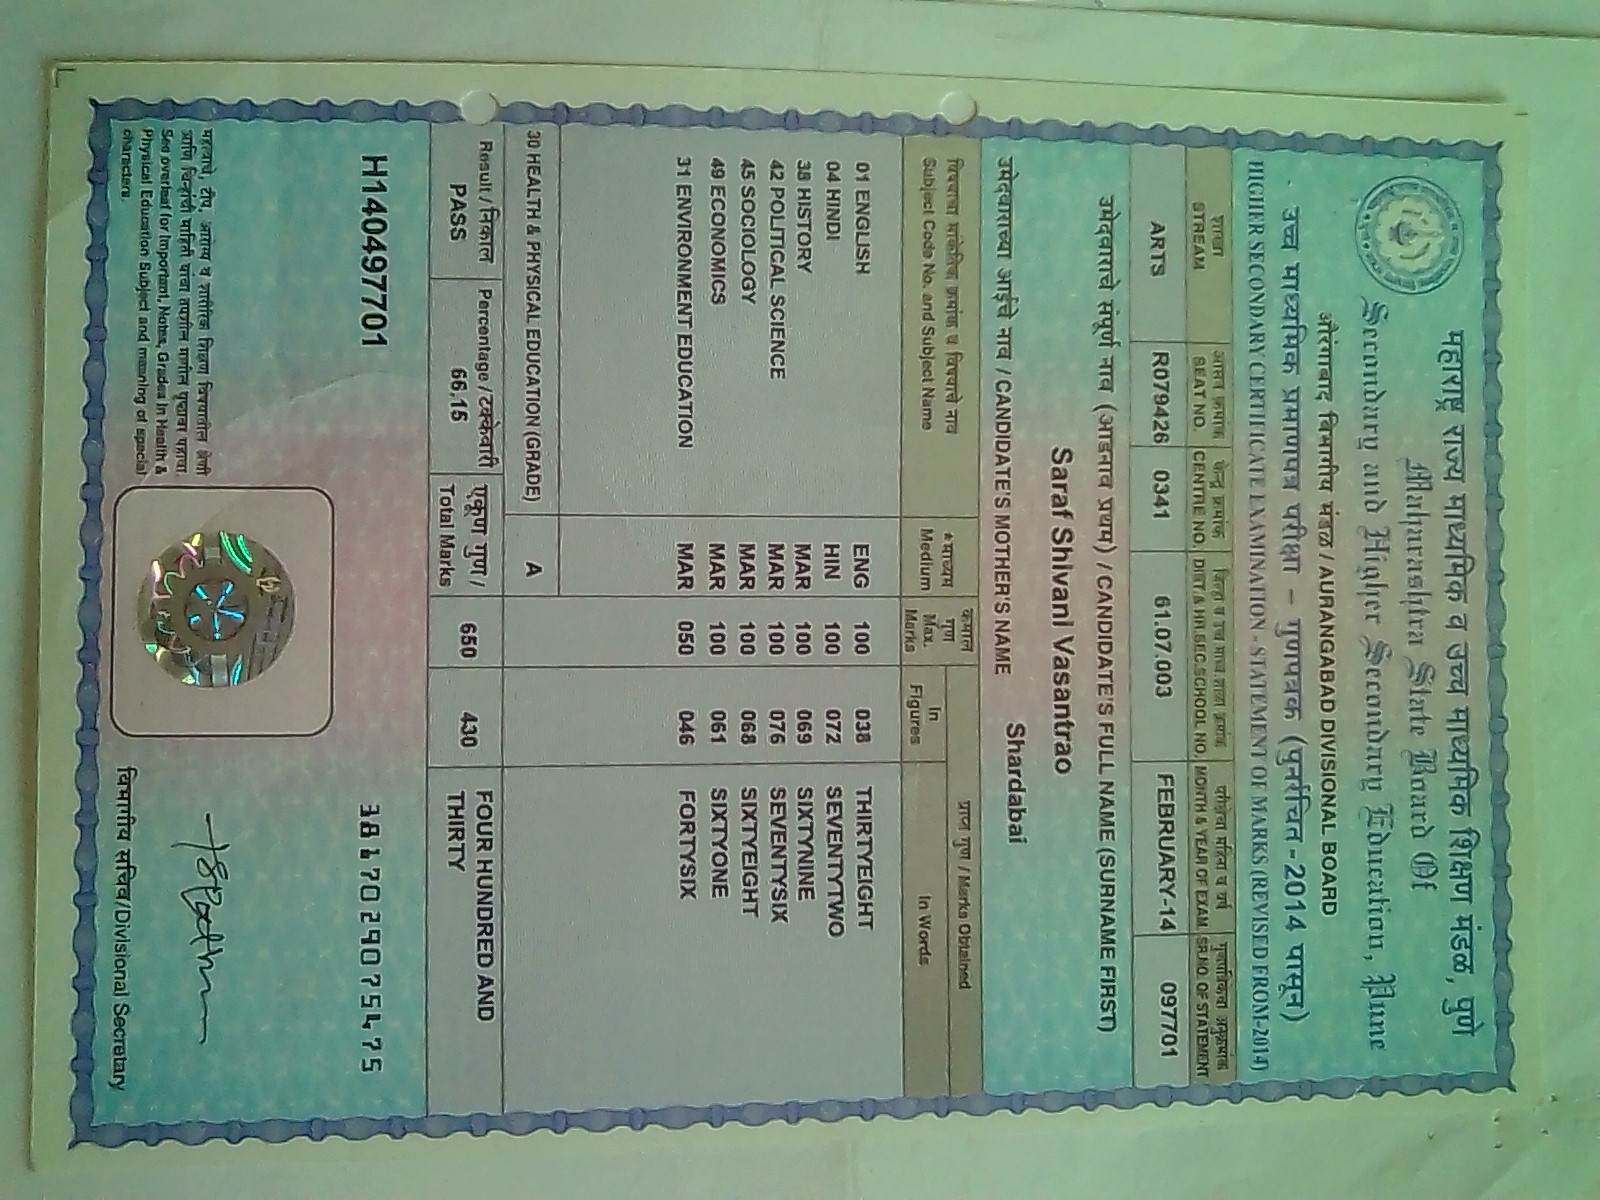 महाराष्ट्र राज्य माध्यमिक व उच्च माध्यमिक शिक्षण मंडळ, पुणे
Maharashtra State Board Of
Secondary and Higher Secondary Education, Pune
औरंगाबाद विभागीय मंडळ / AURANGABAD DIVISIONAL BOARD
उच्च माध्यमिक प्रमाणपत्र परीक्षा - गुणपत्रक (पुनर्रचित-2014 पासून)
HIGHER SECONDARY CERTIFICATE EXAMINATION - STATEMENT OF MARKS (REVISED FROM-2014)
शाखा आसन क्रमांक केन्द्र क्रमांक जिल्हा व उच्च माध्य.शाळा क्रमांक परीक्षेचा महिना व वर्ष गुणपत्रिकेचा अनुक्रमांक
STREAM SEAT NO. CENTRE NO. DIST.& HR.SEC.SCHOOL NO. MONTH & YEAR OF EXAM. SR.NO. OF STATEMENT
ARTS R079426 0341 61.07.003 FEBRUARY-14 097701
उमेदवाराचे संपूर्ण नाव (आडनाव प्रथम) / CANDIDATE'S FULL NAME (SURNAME FIRST)
Saraf Shivani Vasantrao
उमेदवाराच्या आईचे नाव / CANDIDATE'S MOTHER'S NAME Shardabai
विषयाचा सांकेतिक क्रमांक व विषयाचे नाव
Subject Code No. and Subject Name
*माध्यम
Medium
कमाल
गुण
Max.
Marks
प्राप्त गुण / Marks Obtained
In
Figures
In Words
01 ENGLISH ENG 100 038 THIRTYEIGHT
04 HINDI HIN 100 072 SEVENTYTWO
38 HISTORY MAR 100 069 SIXTYNINE
42 POLITICAL SCIENCE MAR 100 076 SEVENTYSIX
45 SOCIOLOGY MAR 100 068 SIXTYEIGHT
49 ECONOMICS MAR 100 061 SIXTYONE
31 ENVIRONMENT EDUCATION MAR 050 046 FORTYSIX
30 HEALTH & PHYSICAL EDUCATION (GRADE) A
Result / निकाल
PASS
Percentage / टक्केवारी
66.15
एकूण गुण /
Total Marks
650 430 FOUR HUNDRED AND
THIRTY
H140497701 3817029075475
महत्वाचे, टीप, आरोग्य व शारीरिक शिक्षण विषयातील श्रेणी
आणि चिन्हांची माहिती यांचा तपशील मागील पृष्ठावर पहावा.
See overleaf for Important, Notes, Grades in Health &
Physical Education Subject and meaning of special
characters.
विभागीय सचिव/Divisional Secretary